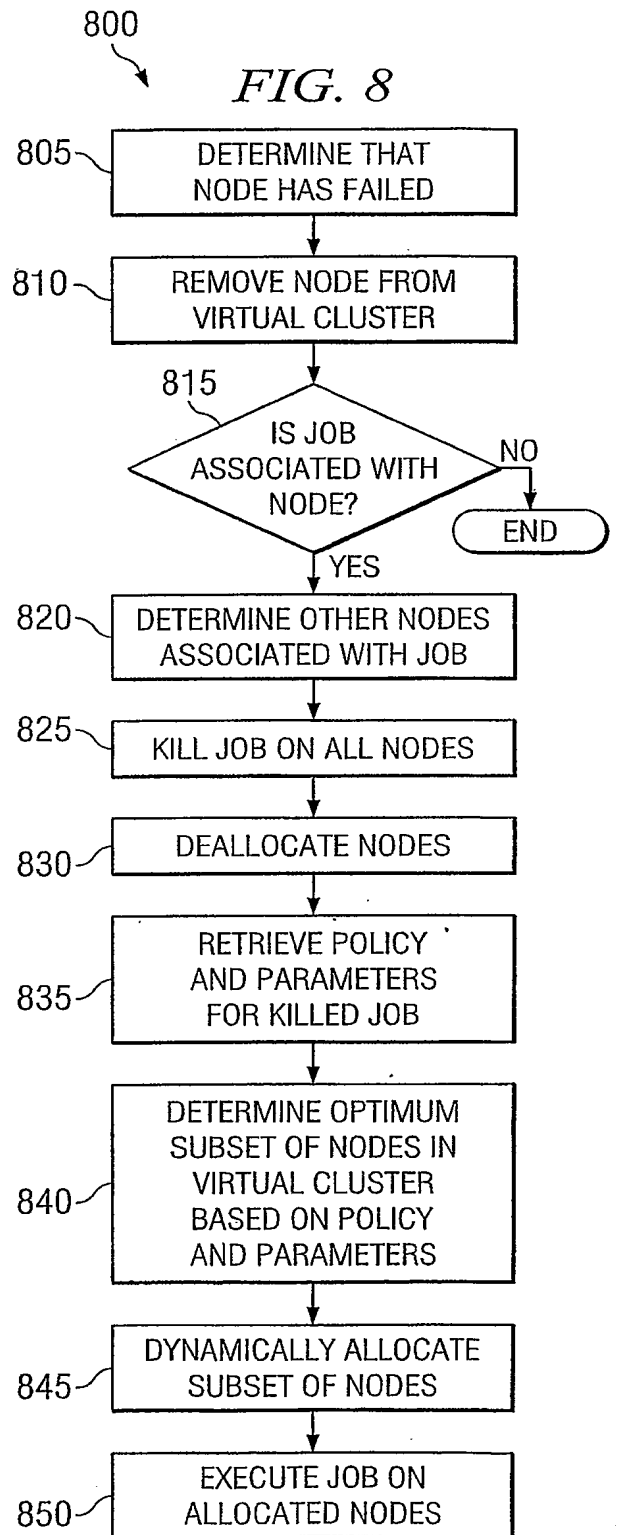 800
FIG. 8
805
DETERMINE THAT
NODE HAS FAILED
810
REMOVE NODE FROM
VIRTUAL CLUSTER
815
IS JOB
ASSOCIATED WITH
NODE?
NO
END
YES
820
DETERMINE OTHER NODES
ASSOCIATED WITH JOB
825
KILL JOB ON ALL NODES
830
DEALLOCATE NODES
835
RETRIEVE POLICY
AND PARAMETERS
FOR KILLED JOB
840
DETERMINE OPTIMUM
SUBSET OF NODES IN
VIRTUAL CLUSTER
BASED ON POLICY
AND PARAMETERS
845
DYNAMICALLY ALLOCATE
SUBSET OF NODES
850
EXECUTE JOB ON
ALLOCATED NODES